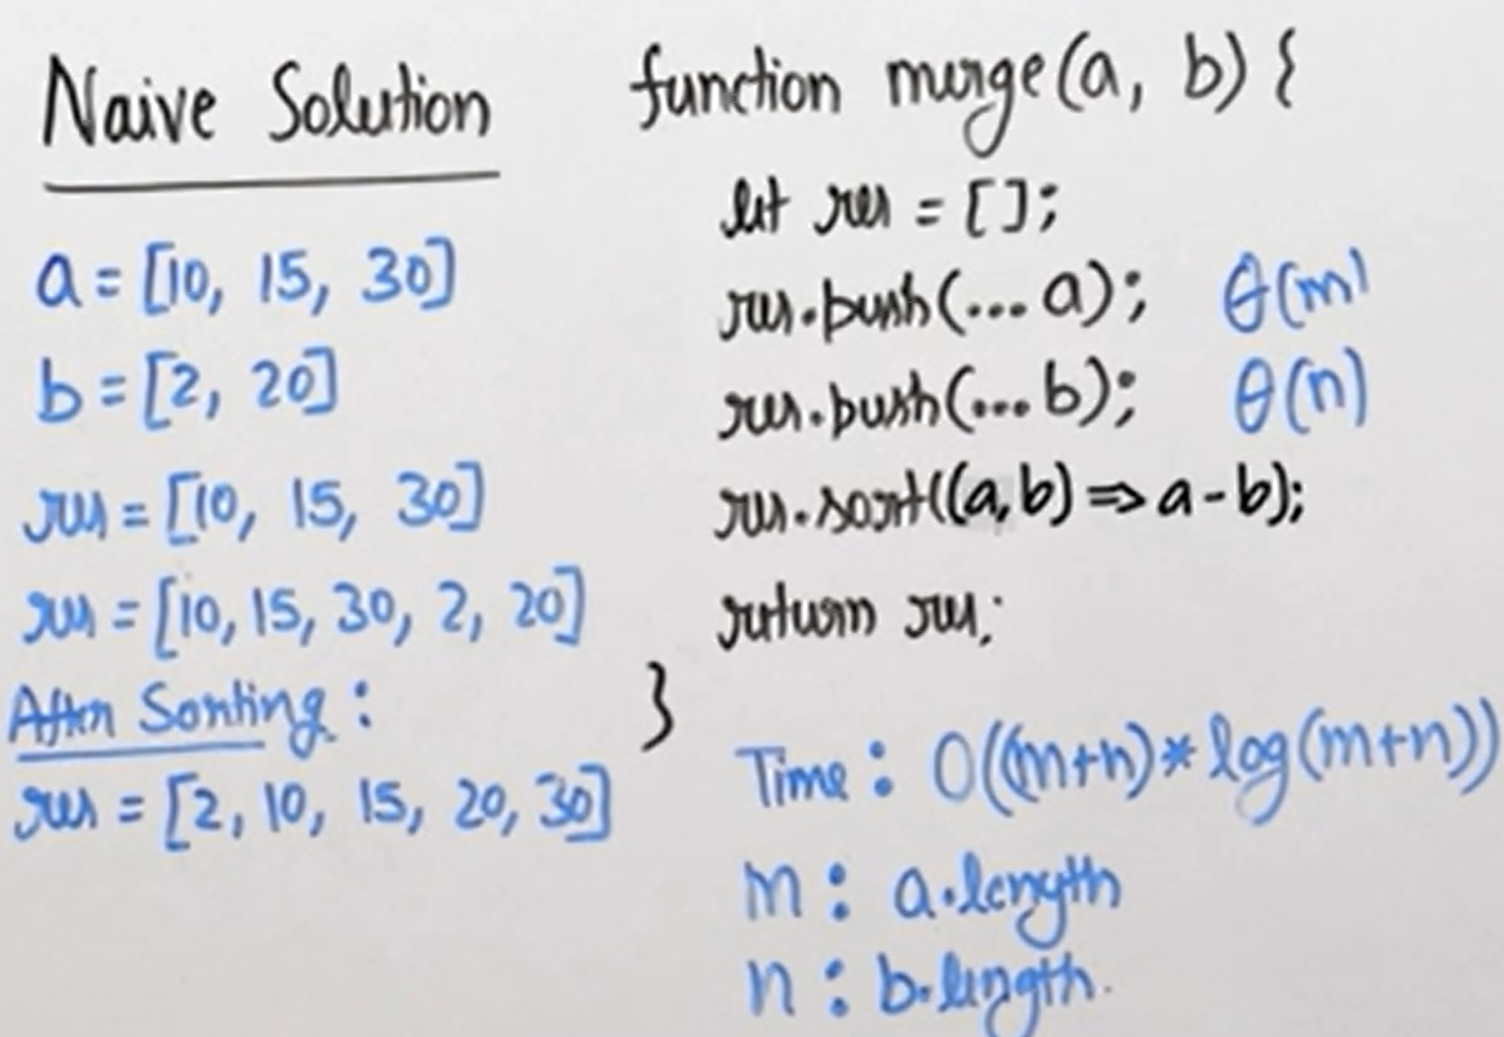 Naive Solution
a = [10, 15, 30]
b = [2, 20]
res = [10, 15, 30]
res = [10, 15, 30, 2, 20]
After Sorting :
res = [2, 10, 15, 20, 30]
function merge(a, b) {
let res = [];
res.push(...a); θ(m)
res.push(...b); θ(n)
res.sort((a,b) => a-b);
return res;
}
Time : O((m+n)*log(m+n))
m : a.length
n : b.length.